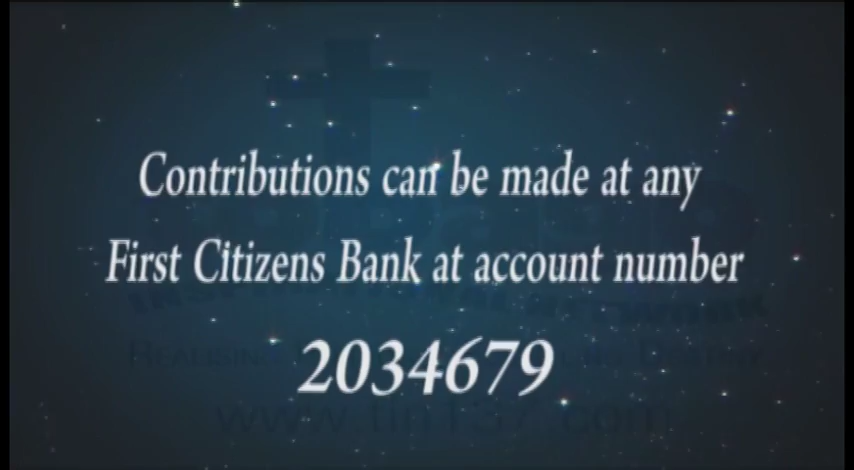 Contributions can be made at any
First Citizens Bank at account number
2034679